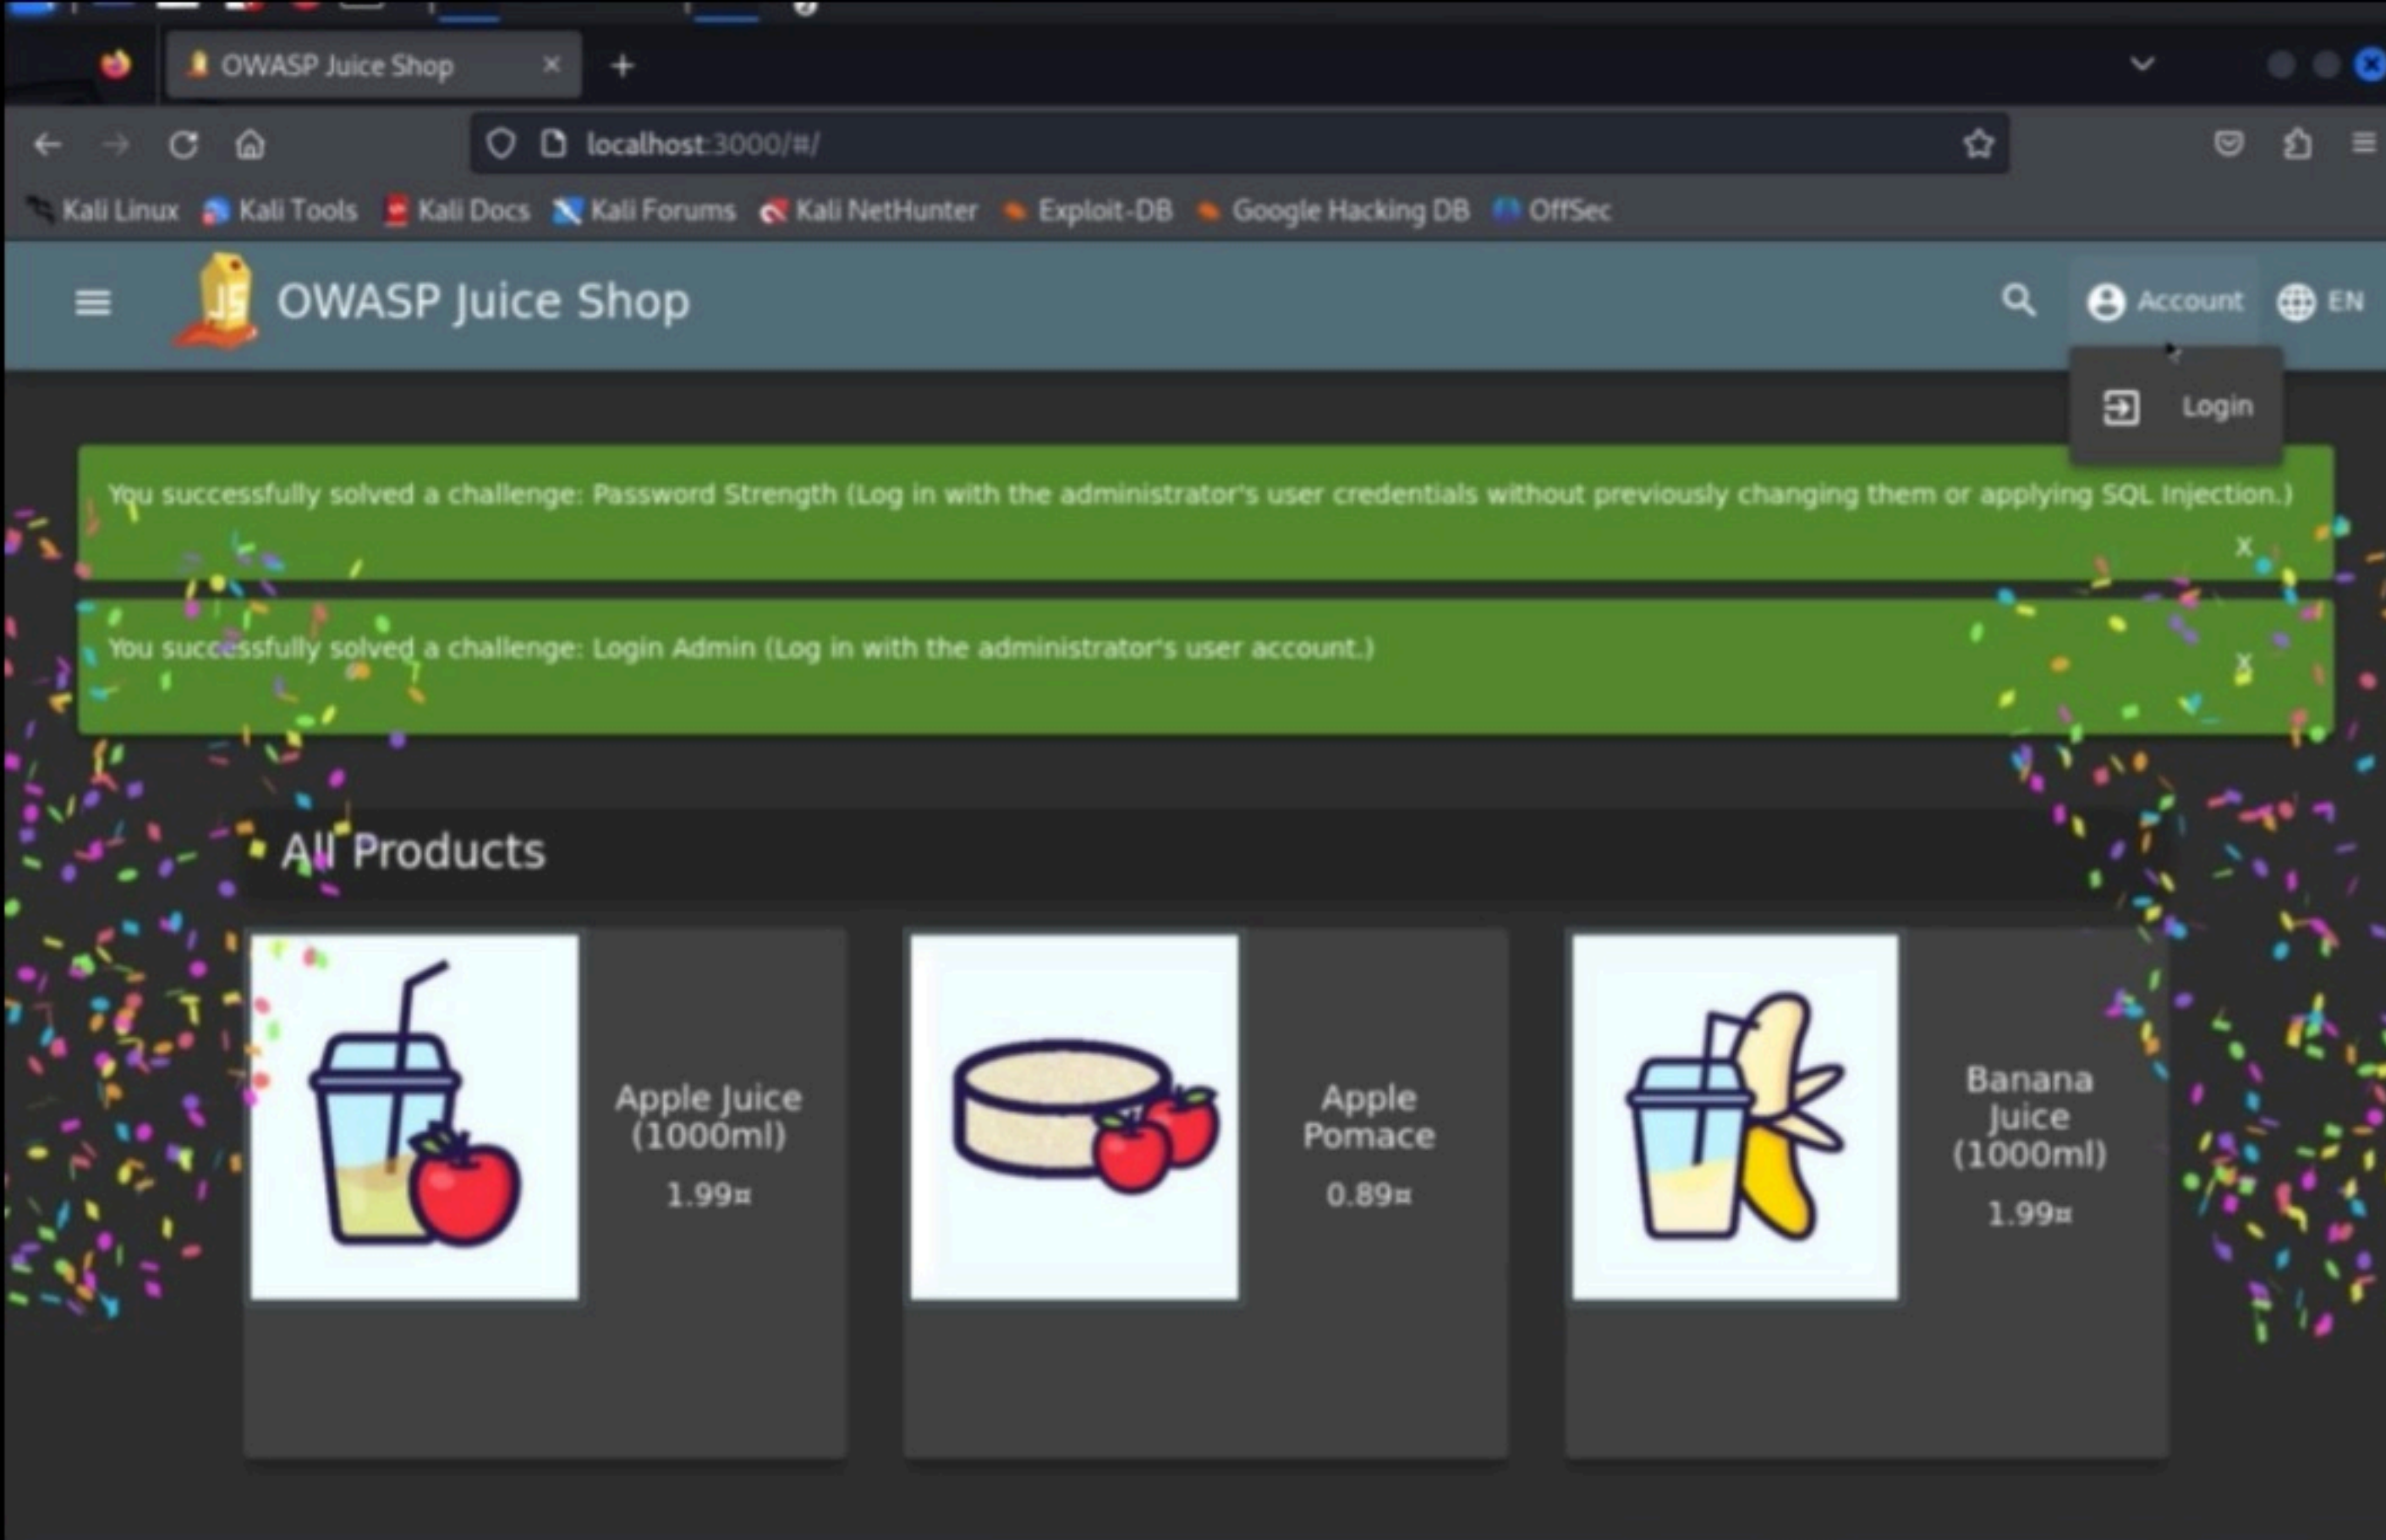 OWASP Juice Shop
localhost:3000/#/
Kali Linux Kali Tools Kali Docs Kali Forums Kali NetHunter Exploit-DB Google Hacking DB OffSec
JS OWASP Juice Shop Account EN
Login
You successfully solved a challenge: Password Strength (Log in with the administrator's user credentials without previously changing them or applying SQL Injection.)
X
You successfully solved a challenge: Login Admin (Log in with the administrator's user account.)
X
All Products
Apple Juice
(1000ml)
1.99¤
Apple
Pomace
0.89¤
Banana
Juice
(1000ml)
1.99¤